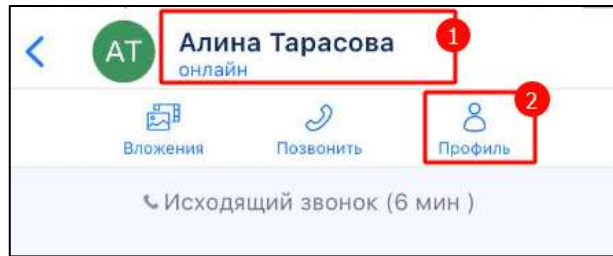 АТ
Алина Тарасова
1
онлайн
2
Вложения Позвонить Профиль
Исходящий звонок (6 мин )